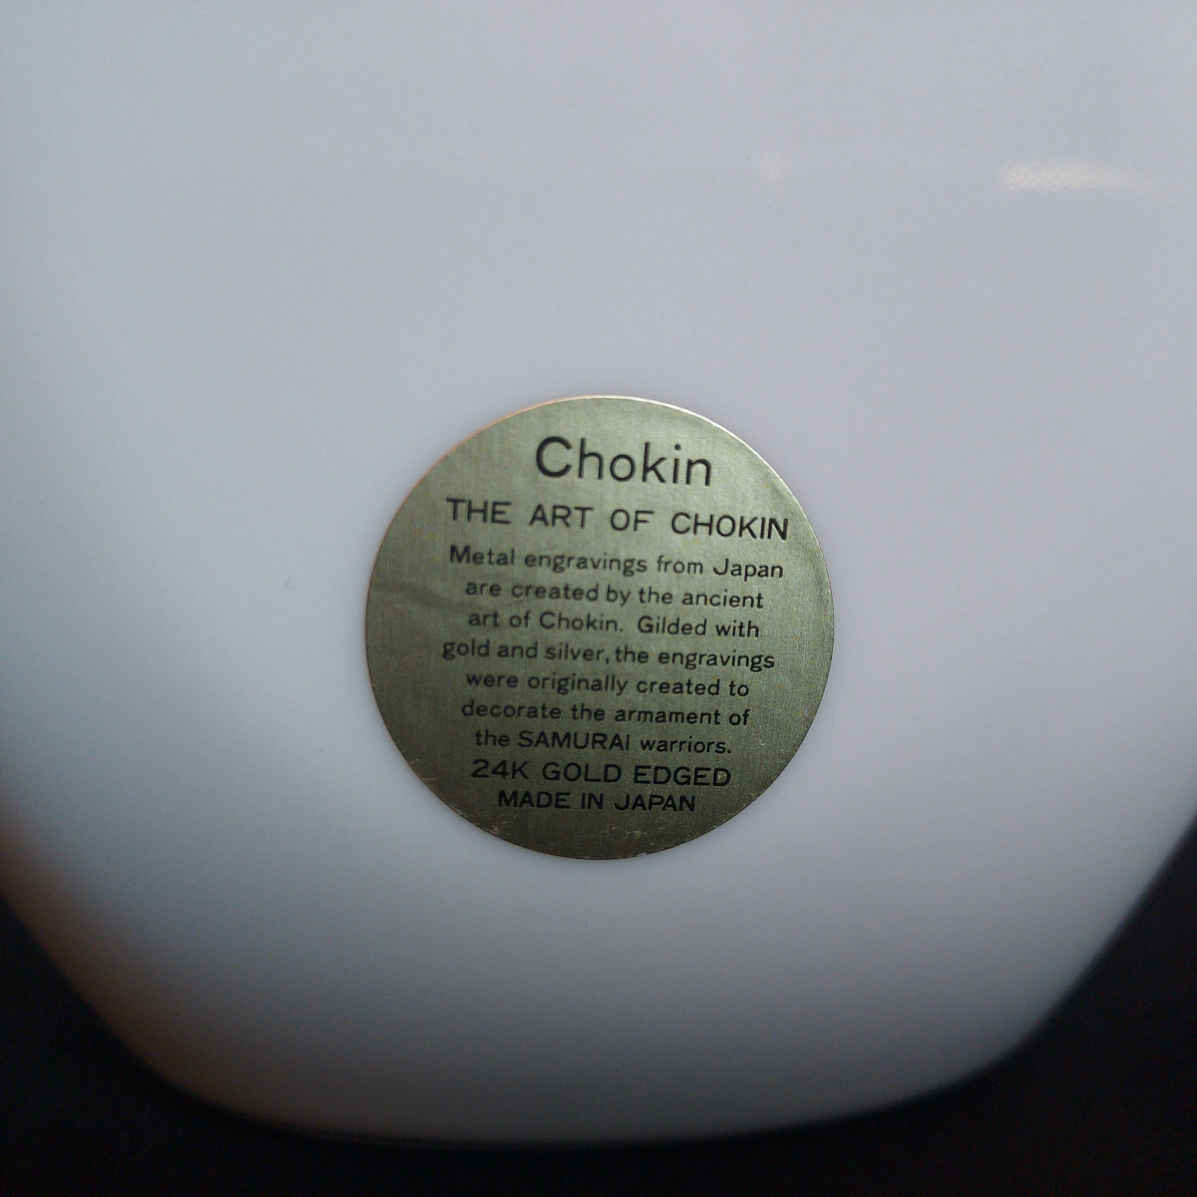 Chokin
THE ART OF CHOKIN
Metal engravings from Japan
are created by the ancient
art of Chokin. Gilded with
gold and silver, the engravings
were originally created to
decorate the armament of
the SAMURAI warriors.
24K GOLD EDGED
MADE IN JAPAN